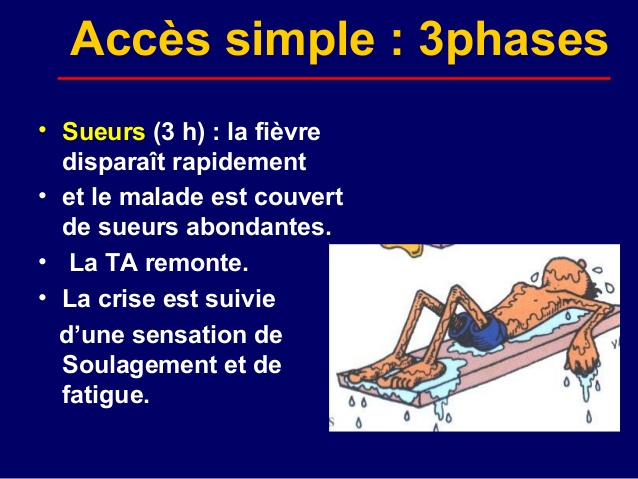 Accès simple : 3phases
• Sueurs (3 h) : la fièvre
disparaît rapidement
• et le malade est couvert
de sueurs abondantes.
• La TA remonte.
• La crise est suivie
d’une sensation de
Soulagement et de
fatigue.